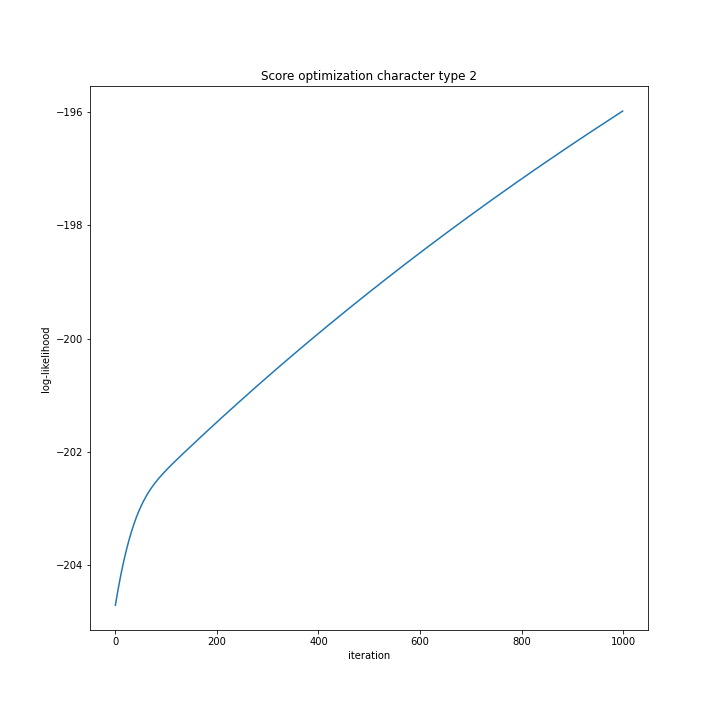 Score optimization character type 2
−196
−198
−200
−202
−204
log-likelihood
0 200 400 600 800 1000
iteration